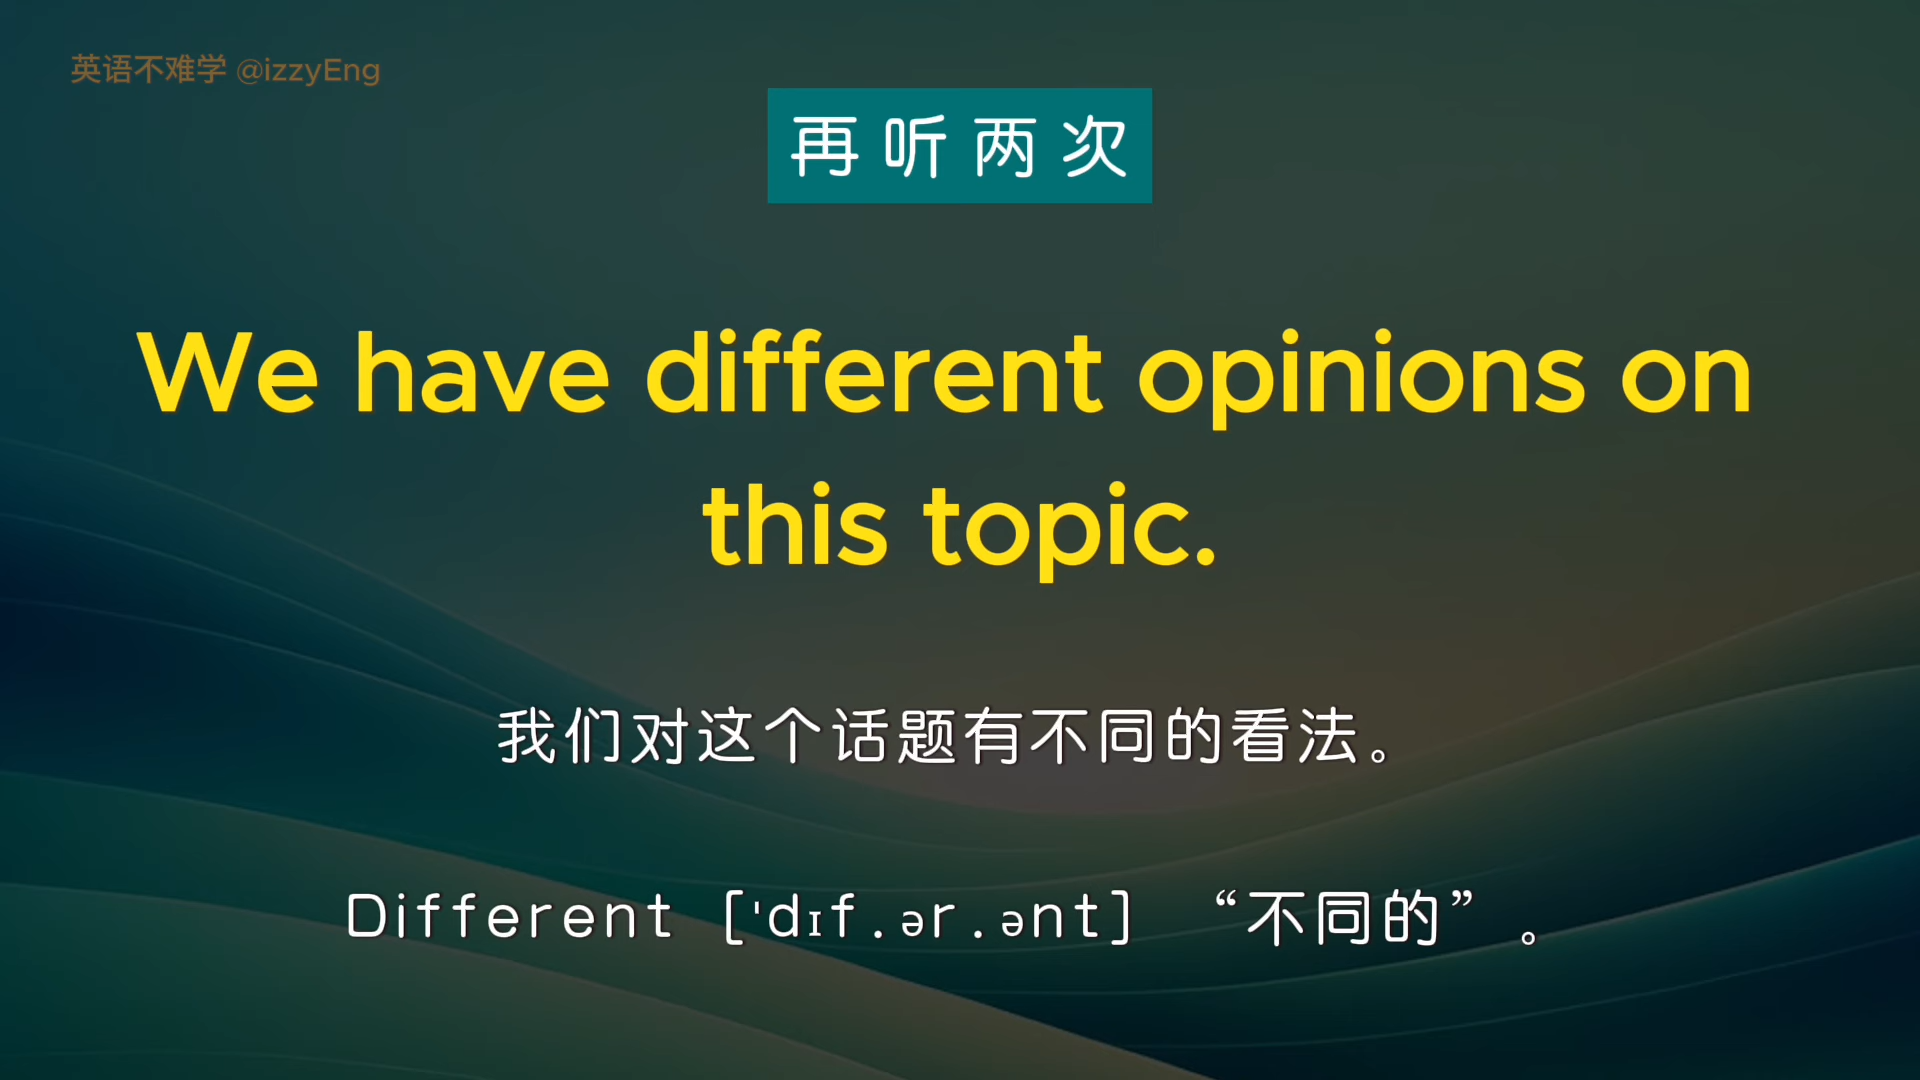 英语不难学 @izzyEng
再听两次
We have different opinions on
this topic.
我们对这个话题有不同的看法。
Different [ˈdɪf.ər.ənt] “不同的”。